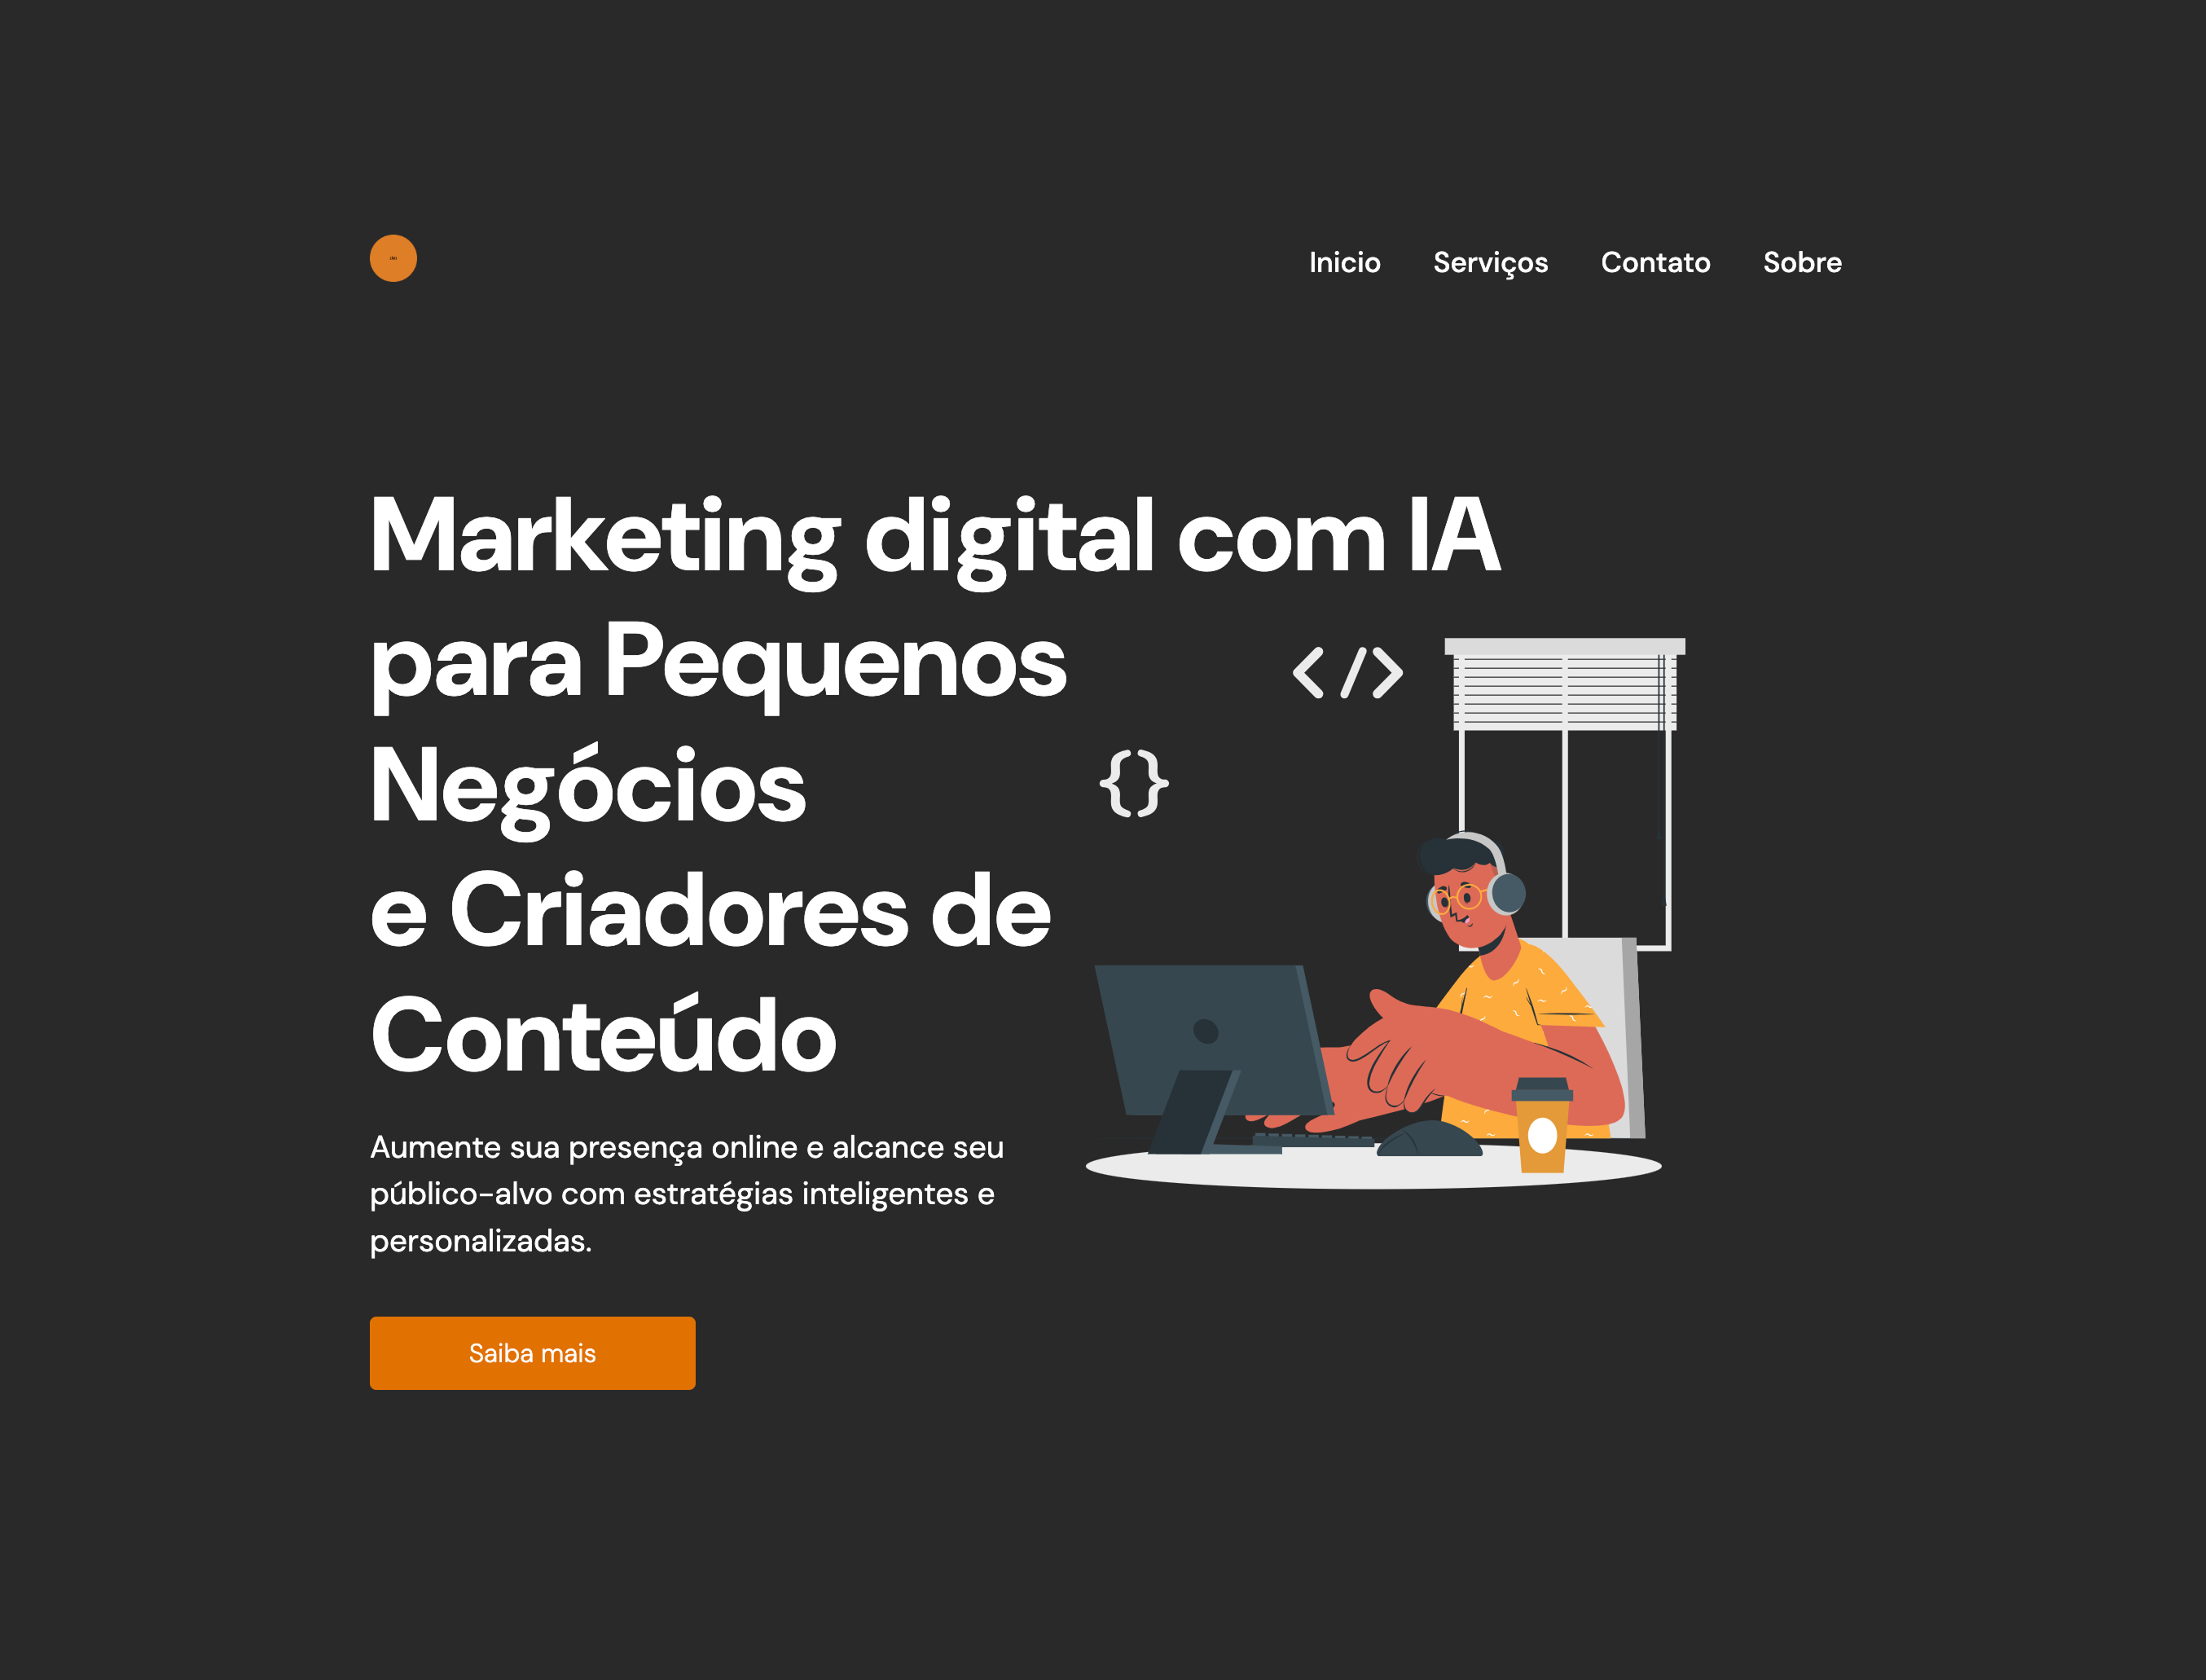 Inicio Serviços Contato Sobre
Marketing digital com IA
para Pequenos
Negócios
e Criadores de
Conteúdo
</>
{}
Aumente sua presença online e alcance seu
público-alvo com estratégias inteligentes e
personalizadas.
Saiba mais